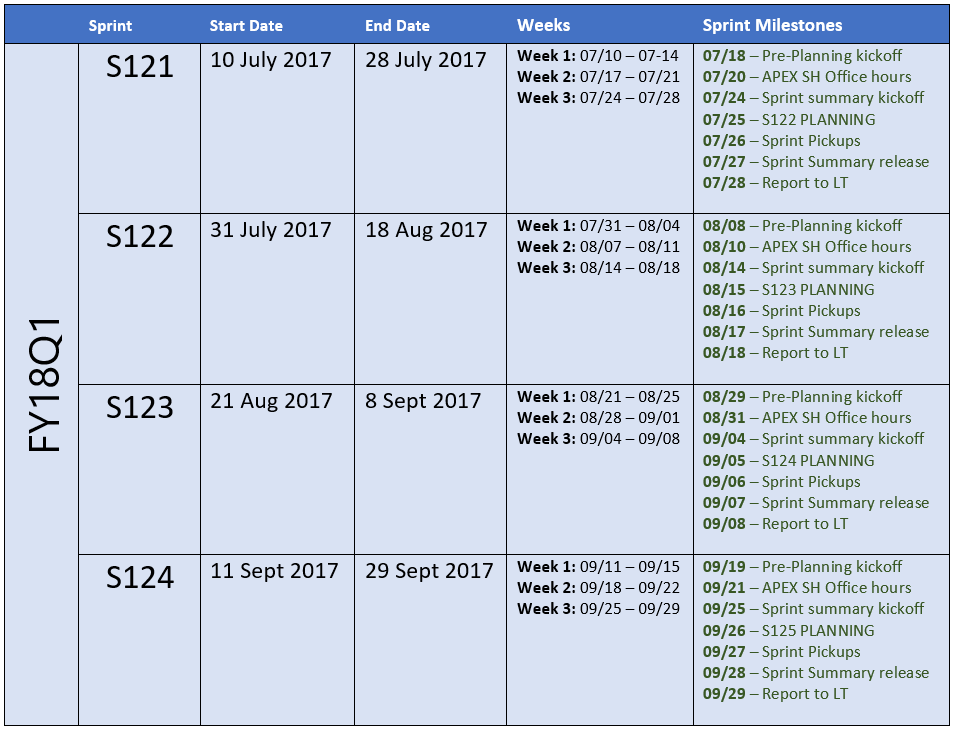 Sprint Start Date End Date Weeks Sprint Milestones
FY18Q1
S121
10 July 2017
28 July 2017
Week 1: 07/10 – 07-14
Week 2: 07/17 – 07/21
Week 3: 07/24 – 07/28
07/18 – Pre-Planning kickoff
07/20 – APEX SH Office hours
07/24 – Sprint summary kickoff
07/25 – S122 PLANNING
07/26 – Sprint Pickups
07/27 – Sprint Summary release
07/28 – Report to LT
S122
31 July 2017
18 Aug 2017
Week 1: 07/31 – 08/04
Week 2: 08/07 – 08/11
Week 3: 08/14 – 08/18
08/08 – Pre-Planning kickoff
08/10 – APEX SH Office hours
08/14 – Sprint summary kickoff
08/15 – S123 PLANNING
08/16 – Sprint Pickups
08/17 – Sprint Summary release
08/18 – Report to LT
S123
21 Aug 2017
8 Sept 2017
Week 1: 08/21 – 08/25
Week 2: 08/28 – 09/01
Week 3: 09/04 – 09/08
08/29 – Pre-Planning kickoff
08/31 – APEX SH Office hours
09/04 – Sprint summary kickoff
09/05 – S124 PLANNING
09/06 – Sprint Pickups
09/07 – Sprint Summary release
09/08 – Report to LT
S124
11 Sept 2017
29 Sept 2017
Week 1: 09/11 – 09/15
Week 2: 09/18 – 09/22
Week 3: 09/25 – 09/29
09/19 – Pre-Planning kickoff
09/21 – APEX SH Office hours
09/25 – Sprint summary kickoff
09/26 – S125 PLANNING
09/27 – Sprint Pickups
09/28 – Sprint Summary release
09/29 – Report to LT